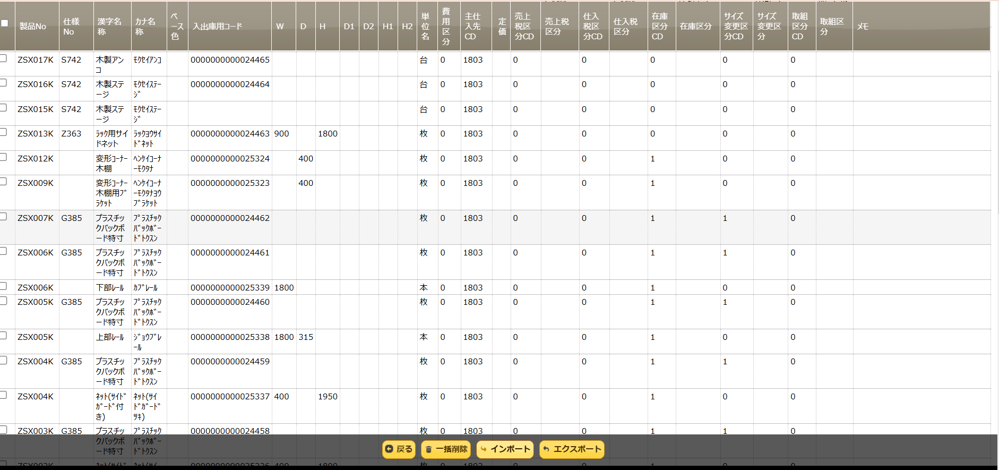 製品No 仕様No 漢字名称 カナ名称 ベース色 入出庫用コード W D H D1 D2 H1 H2 単位名 費用区分 主仕入先CD 定価 売上税区分CD 売上税区分 仕入税区分CD 仕入税区分 在庫区分CD 在庫区分 サイズ変更区分CD サイズ変更区分 取組区分CD 取組区分 メモ
ZSX017K S742 木製アンコ ﾓｸｾｲｱﾝｺ 0000000000024465 台 0 1803 0 0 0 0 0
ZSX016K S742 木製ステージ ﾓｸｾｲｽﾃｰｼﾞ 0000000000024464 台 0 1803 0 0 0 0 0
ZSX015K S742 木製ステージ ﾓｸｾｲｽﾃｰｼﾞ 台 0 1803 0 0 0 0 0
ZSX013K Z363 ﾗｯｸ用サイドネット ﾗｯｸﾖｳｻｲﾄﾞﾈｯﾄ 0000000000024463 900 1800 枚 0 1803 0 0 0 0 0
ZSX012K 変形ｺｰﾅｰ木棚 ﾍﾝｹｲｺｰﾅｰﾓｸﾀﾅ 0000000000025324 400 枚 0 1803 0 0 1 0 0
ZSX009K 変形ｺｰﾅｰ木棚用ﾌﾞﾗｹｯﾄ ﾍﾝｹｲｺｰﾅｰﾓｸﾀﾅﾖｳﾌﾞﾗｹｯﾄ 0000000000025323 400 枚 0 1803 0 0 1 0 0
ZSX007K G385 プラスチックバックボード特寸 ﾌﾟﾗｽﾁｯｸﾊﾞｯｸﾎﾞｰﾄﾞﾄｸｽﾝ 0000000000024462 枚 0 1803 0 0 1 1 0
ZSX006K G385 プラスチックバックボード特寸 ﾌﾟﾗｽﾁｯｸﾊﾞｯｸﾎﾞｰﾄﾞﾄｸｽﾝ 0000000000024461 枚 0 1803 0 0 1 1 0
ZSX006K 下部ﾚｰﾙ ｶﾌﾞﾚｰﾙ 0000000000025339 1800 本 0 1803 0 0 1 0 0
ZSX005K G385 プラスチックバックボード特寸 ﾌﾟﾗｽﾁｯｸﾊﾞｯｸﾎﾞｰﾄﾞﾄｸｽﾝ 0000000000024460 枚 0 1803 0 0 1 1 0
ZSX005K 上部ﾚｰﾙ ｼﾞｮｳﾌﾞﾚｰﾙ 0000000000025338 1800 315 本 0 1803 0 0 1 0 0
ZSX004K G385 プラスチックバックボード特寸 ﾌﾟﾗｽﾁｯｸﾊﾞｯｸﾎﾞｰﾄﾞﾄｸｽﾝ 0000000000024459 枚 0 1803 0 0 1 1 0
ZSX004K ﾈｯﾄ(ｻｲﾄﾞｶﾞｰﾄﾞ付き) ﾈｯﾄ(ｻｲﾄﾞｶﾞｰﾄﾞﾂｷ) 0000000000025337 400 1950 枚 0 1803 0 0 1 0 0
ZSX003K G385 プラスチックバックボード特寸 ﾌﾟﾗｽﾁｯｸﾊﾞｯｸﾎﾞｰﾄﾞﾄｸｽﾝ 0000000000024458 枚 0 1803 0 0 1 1 0
戻る 一括削除 インポート エクスポート